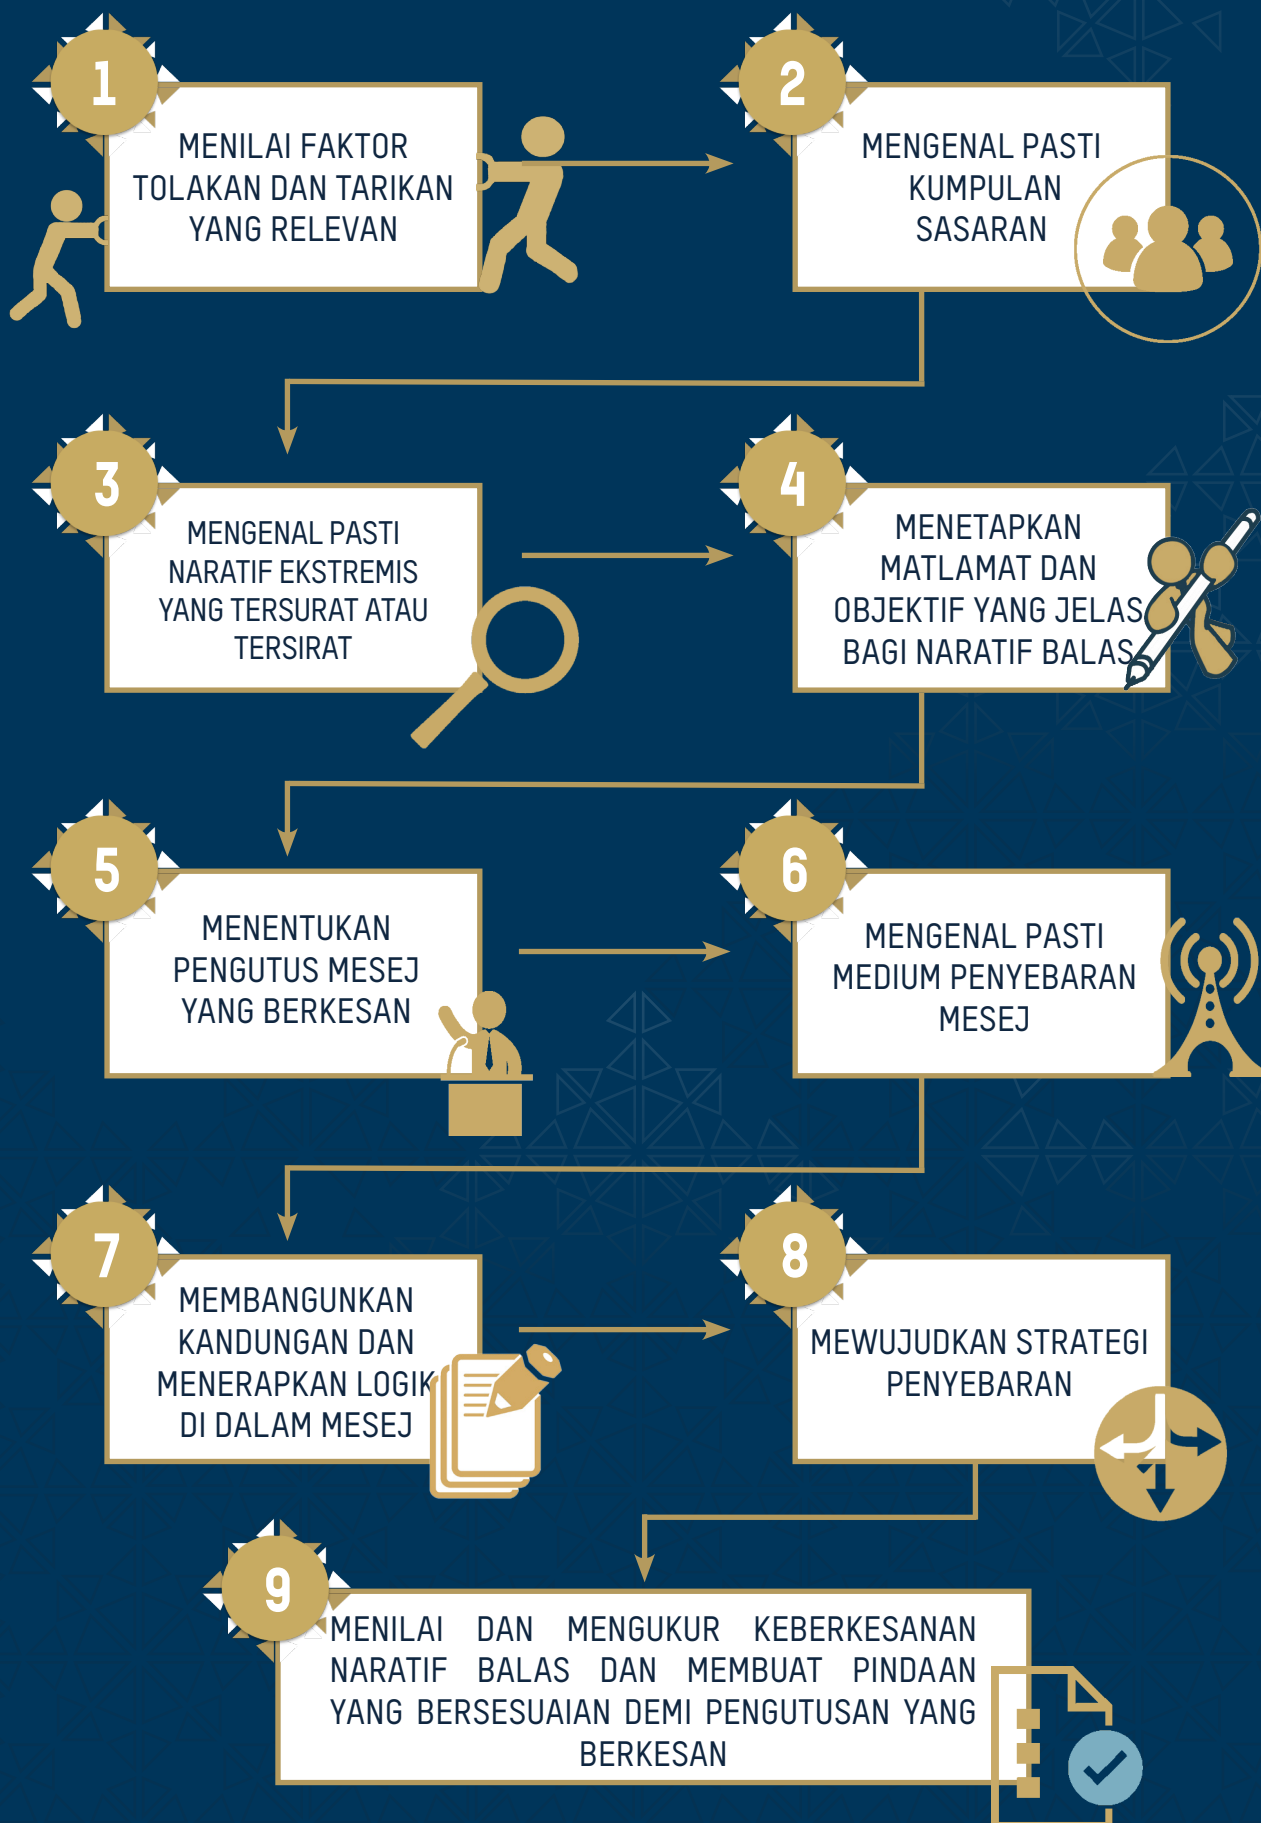 1
MENILAI FAKTOR
TOLAKAN DAN TARIKAN
YANG RELEVAN
2
MENGENAL PASTI
KUMPULAN
SASARAN
3
MENGENAL PASTI
NARATIF EKSTREMIS
YANG TERSURAT ATAU
TERSIRAT
4
MENETAPKAN
MATLAMAT DAN
OBJEKTIF YANG JELAS
BAGI NARATIF BALAS
5
MENENTUKAN
PENGUTUS MESEJ
YANG BERKESAN
6
MENGENAL PASTI
MEDIUM PENYEBARAN
MESEJ
7
MEMBANGUNKAN
KANDUNGAN DAN
MENERAPKAN LOGIK
DI DALAM MESEJ
8
MEWUJUDKAN STRATEGI
PENYEBARAN
9
MENILAI DAN MENGUKUR KEBERKESANAN
NARATIF BALAS DAN MEMBUAT PINDAAN
YANG BERSESUAIAN DEMI PENGUTUSAN YANG
BERKESAN